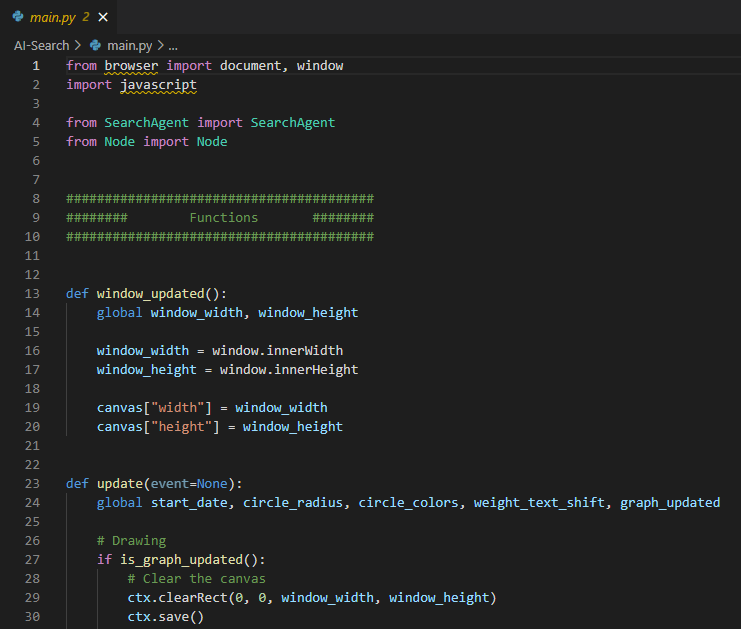 main.py 2 ×
AI-Search > main.py > ...
1 from browser import document, window
2 import javascript
3
4 from SearchAgent import SearchAgent
5 from Node import Node
6
7
8 ########################################
9 ########        Functions       ########
10 ########################################
11
12
13 def window_updated():
14     global window_width, window_height
15
16     window_width = window.innerWidth
17     window_height = window.innerHeight
18
19     canvas["width"] = window_width
20     canvas["height"] = window_height
21
22
23 def update(event=None):
24     global start_date, circle_radius, circle_colors, weight_text_shift, graph_updated
25
26     # Drawing
27     if is_graph_updated():
28         # Clear the canvas
29         ctx.clearRect(0, 0, window_width, window_height)
30         ctx.save()